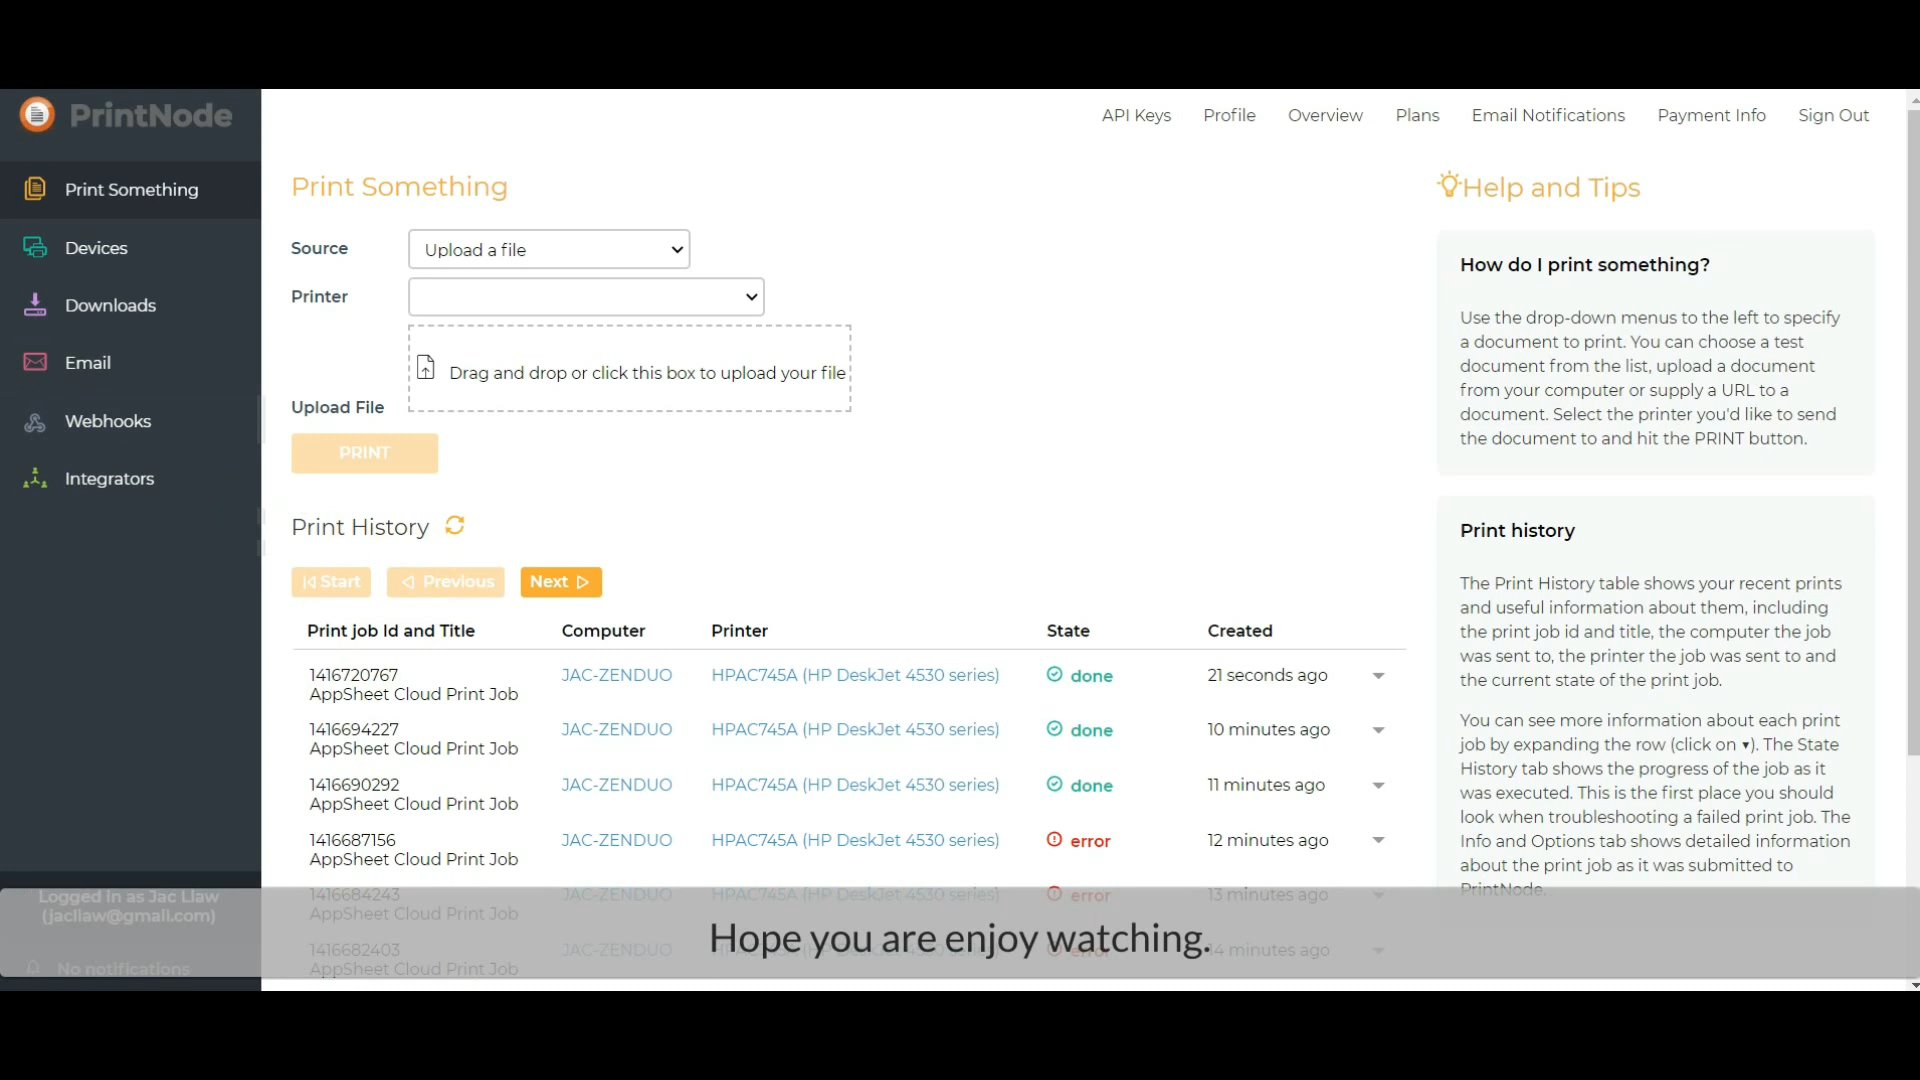 PrintNode
API Keys Profile Overview Plans Email Notifications Payment Info Sign Out
Print Something
Devices
Downloads
Email
Webhooks
Integrators
Logged in as Jac Llaw
(jacllaw@gmail.com)
No notifications
Print Something
Source Upload a file
Printer
Drag and drop or click this box to upload your file
Upload File
PRINT
Print History
Start Previous Next
Print job Id and Title Computer Printer State Created
1416720767 JAC-ZENDUO HPAC745A (HP DeskJet 4530 series) done 21 seconds ago
AppSheet Cloud Print Job
1416694227 JAC-ZENDUO HPAC745A (HP DeskJet 4530 series) done 10 minutes ago
AppSheet Cloud Print Job
1416690292 JAC-ZENDUO HPAC745A (HP DeskJet 4530 series) done 11 minutes ago
AppSheet Cloud Print Job
1416687156 JAC-ZENDUO HPAC745A (HP DeskJet 4530 series) error 12 minutes ago
AppSheet Cloud Print Job
1416684243 JAC-ZENDUO HPAC745A (HP DeskJet 4530 series) error 13 minutes ago
AppSheet Cloud Print Job
1416682403 JAC-ZENDUO error 14 minutes ago
AppSheet Cloud Print Job
Help and Tips
How do I print something?
Use the drop-down menus to the left to specify
a document to print. You can choose a test
document from the list, upload a document
from your computer or supply a URL to a
document. Select the printer you'd like to send
the document to and hit the PRINT button.
Print history
The Print History table shows your recent prints
and useful information about them, including
the print job id and title, the computer the job
was sent to, the printer the job was sent to and
the current state of the print job.
You can see more information about each print
job by expanding the row (click on ▾). The State
History tab shows the progress of the job as it
was executed. This is the first place you should
look when troubleshooting a failed print job. The
Info and Options tab shows detailed information
about the print job as it was submitted to
PrintNode.
Hope you are enjoy watching.